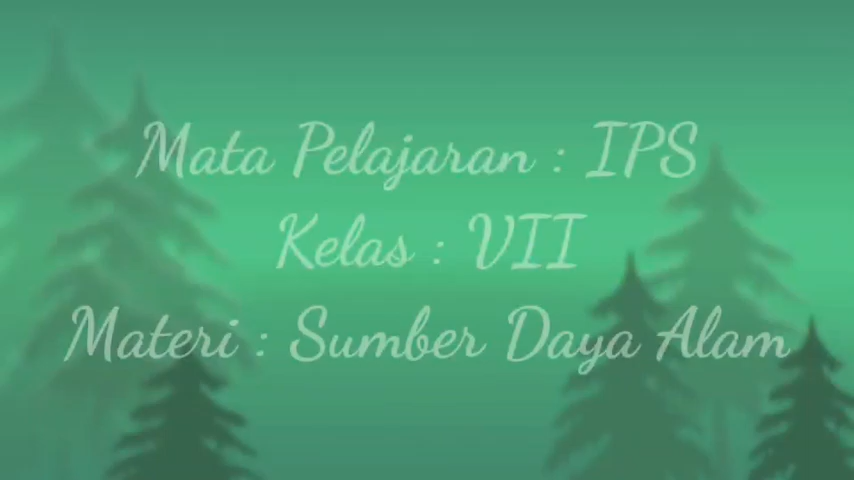 Mata Pelajaran : IPS
Kelas : VII
Materi : Sumber Daya Alam